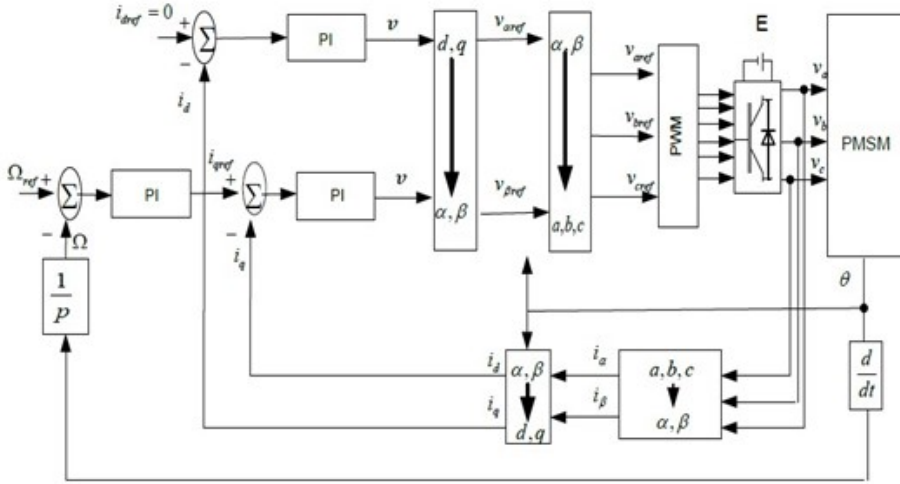 i_dref = 0
+
Σ
−
i_d
PI
v
d,q
α,β
v_αref
v_βref
α,β
a,b,c
v_aref
v_bref
v_cref
PWM
E
v_a
v_b
v_c
PMSM
Ω_ref
+
Σ
−
Ω
PI
i_qref
+
Σ
−
i_q
PI
v
1/p
θ
i_d
i_q
α,β
d,q
i_α
i_β
a,b,c
α,β
d/dt